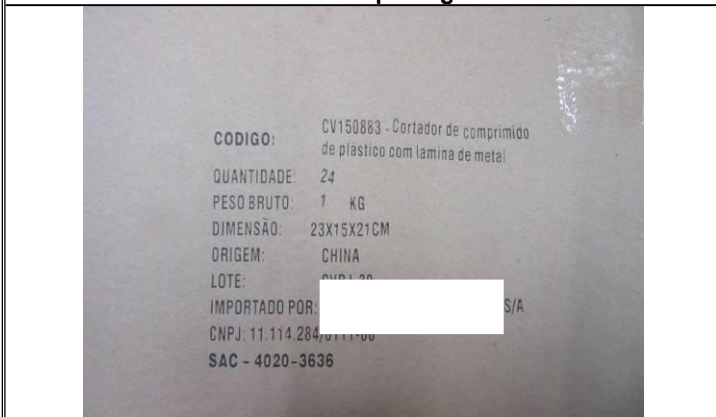 CODIGO: CV150883 - Cortador de comprimido
de plástico com lamina de metal
QUANTIDADE: 24
PESO BRUTO: 1 KG
DIMENSÃO: 23X15X21CM
ORIGEM: CHINA
LOTE:
IMPORTADO POR: S/A
CNPJ: 11.114.284/
SAC - 4020-3636